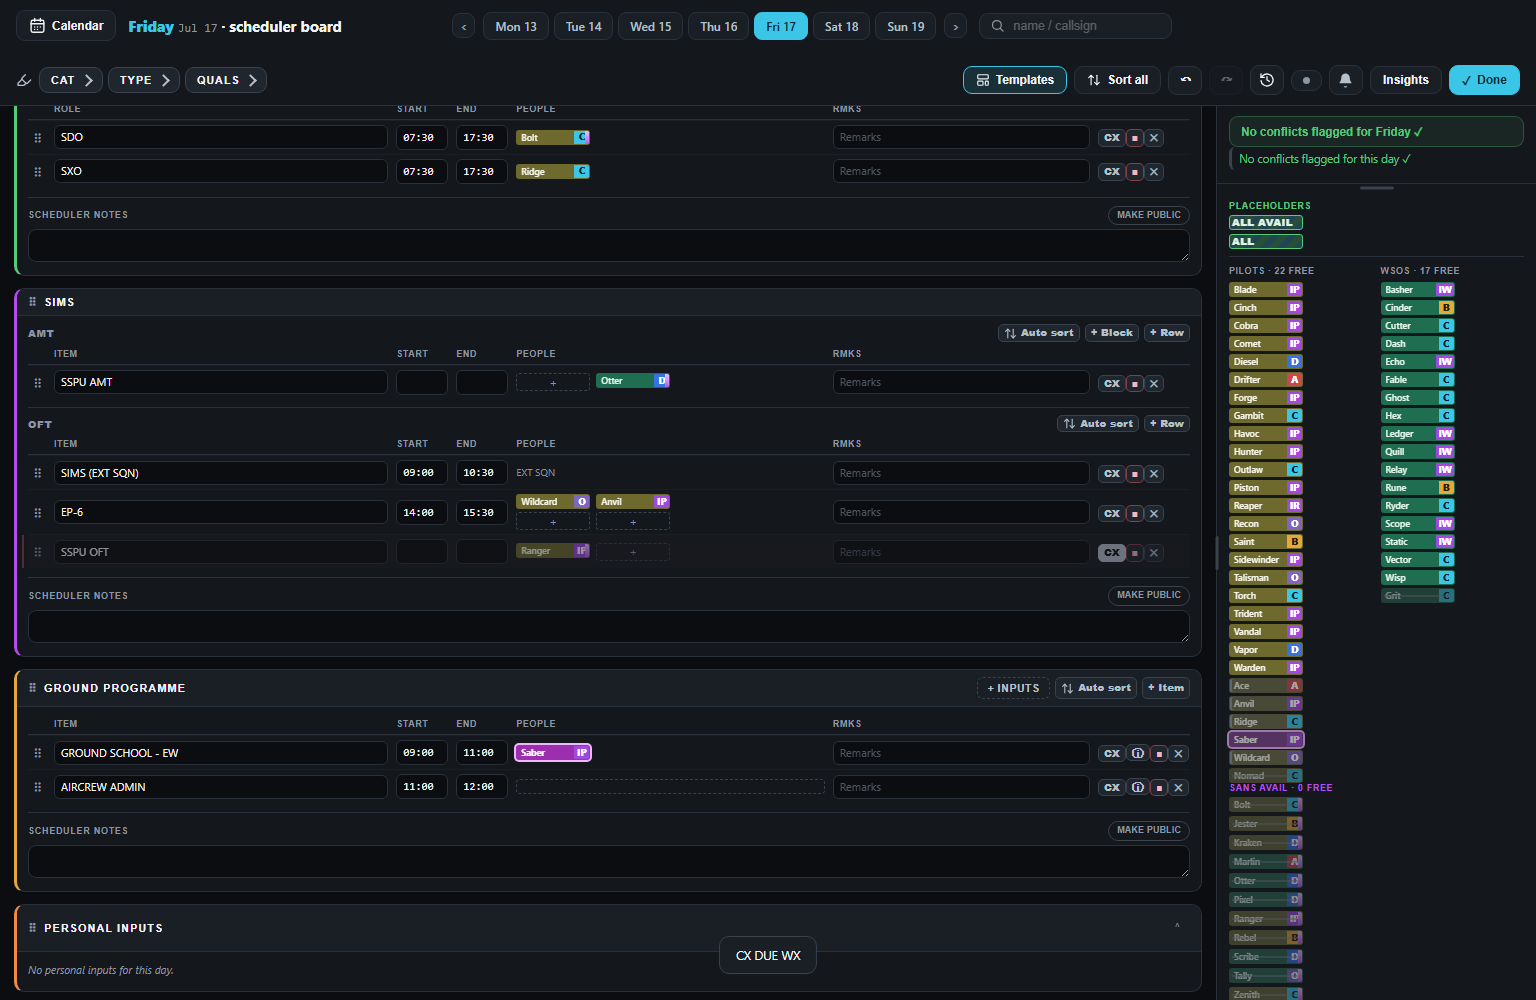 Calendar
Friday Jul 17 · scheduler board
‹ Mon 13 Tue 14 Wed 15 Thu 16 Fri 17 Sat 18 Sun 19 ›
name / callsign
CAT TYPE QUALS
Templates Sort all Insights ✓ Done
ROLE START END PEOPLE RMKS
SDO 07:30 17:30 Bolt C Remarks CX
SXO 07:30 17:30 Ridge C Remarks CX
SCHEDULER NOTES MAKE PUBLIC
SIMS
AMT Auto sort + Block + Row
ITEM START END PEOPLE RMKS
SSPU AMT + Otter D Remarks CX
OFT Auto sort + Row
ITEM START END PEOPLE RMKS
SIMS (EXT SQN) 09:00 10:30 EXT SQN Remarks CX
EP-6 14:00 15:30 Wildcard O Anvil IP Remarks CX
+ +
SSPU OFT Ranger IP + Remarks CX
SCHEDULER NOTES MAKE PUBLIC
GROUND PROGRAMME + INPUTS Auto sort + Item
ITEM START END PEOPLE RMKS
GROUND SCHOOL - EW 09:00 11:00 Saber IP Remarks CX
AIRCREW ADMIN 11:00 12:00 Remarks CX
SCHEDULER NOTES MAKE PUBLIC
PERSONAL INPUTS
No personal inputs for this day.
CX DUE WX
No conflicts flagged for Friday ✓
No conflicts flagged for this day ✓
PLACEHOLDERS
ALL AVAIL
ALL
PILOTS · 22 FREE
Blade IP
Cinch IP
Cobra IP
Comet IP
Diesel D
Drifter A
Forge IP
Gambit C
Havoc IP
Hunter IP
Outlaw C
Piston IP
Reaper IR
Recon O
Saint B
Sidewinder IP
Talisman O
Torch C
Trident IP
Vandal IP
Vapor D
Warden IP
Ace A
Anvil IP
Ridge C
Saber IP
Wildcard O
Nomad C
SANS AVAIL · 0 FREE
Bolt C
Jester B
Kraken D
Marlin A
Otter D
Pixel D
Ranger IP
Rebel B
Scribe D
Tally O
Zenith C
WSOS · 17 FREE
Basher IW
Cinder B
Cutter C
Dash C
Echo IW
Fable C
Ghost C
Hex C
Ledger IW
Quill IW
Relay IW
Rune B
Ryder C
Scope IW
Static IW
Vector C
Wisp C
Grit C